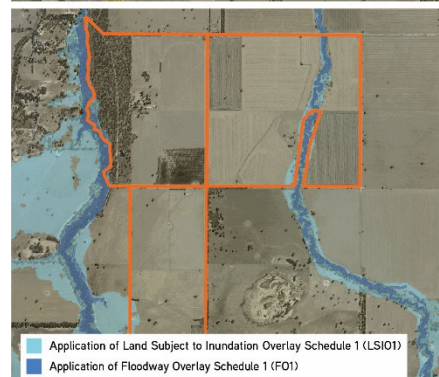 Application of Land Subject to Inundation Overlay Schedule 1 (LSIO1)
Application of Floodway Overlay Schedule 1 (FO1)